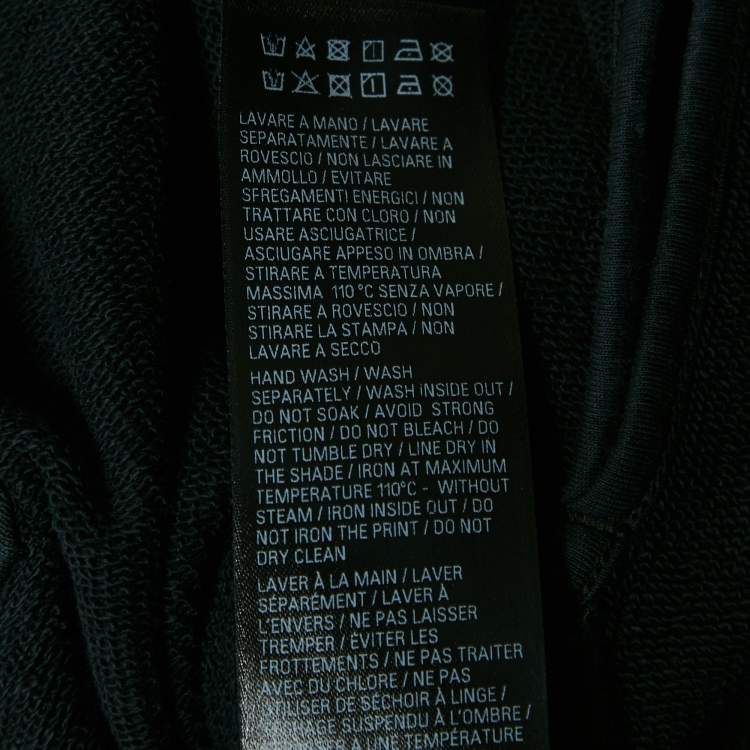 LAVARE A MANO / LAVARE
SEPARATAMENTE / LAVARE A
ROVESCIO / NON LASCIARE IN
AMMOLLO / EVITARE
SFREGAMENTI ENERGICI / NON
TRATTARE CON CLORO / NON
USARE ASCIUGATRICE /
ASCIUGARE APPESO IN OMBRA /
STIRARE A TEMPERATURA
MASSIMA 110 °C SENZA VAPORE /
STIRARE A ROVESCIO / NON
STIRARE LA STAMPA / NON
LAVARE A SECCO
HAND WASH / WASH
SEPARATELY / WASH INSIDE OUT /
DO NOT SOAK / AVOID STRONG
FRICTION / DO NOT BLEACH / DO
NOT TUMBLE DRY / LINE DRY IN
THE SHADE / IRON AT MAXIMUM
TEMPERATURE 110°C - WITHOUT
STEAM / IRON INSIDE OUT / DO
NOT IRON THE PRINT / DO NOT
DRY CLEAN
LAVER À LA MAIN / LAVER
SÉPARÉMENT / LAVER À
L'ENVERS / NE PAS LAISSER
TREMPER / ÉVITER LES
FROTTEMENTS / NE PAS TRAITER
AVEC DU CHLORE / NE PAS
UTILISER DE SÉCHOIR À LINGE /
SUSPENDU À L'OMBRE /
À UNE TEMPÉRATURE